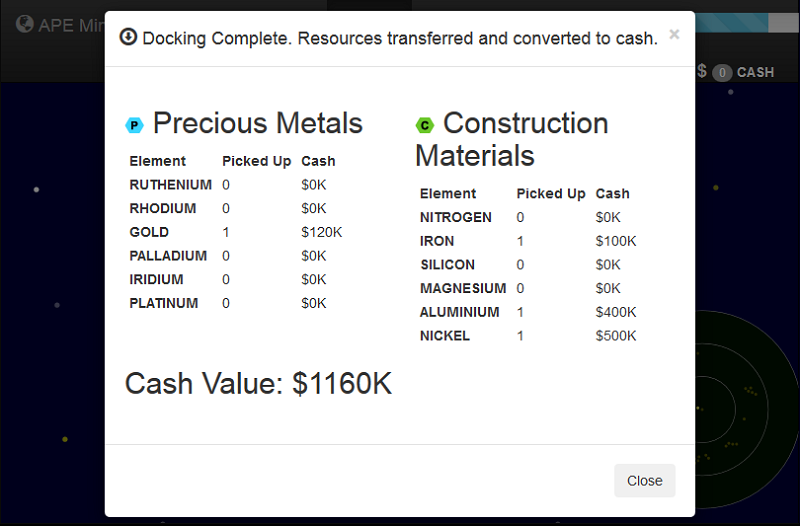 APE Min
Docking Complete. Resources transferred and converted to cash. ×
$ 0 CASH
P Precious Metals
Element Picked Up Cash
RUTHENIUM 0 $0K
RHODIUM 0 $0K
GOLD 1 $120K
PALLADIUM 0 $0K
IRIDIUM 0 $0K
PLATINUM 0 $0K
C Construction
Materials
Element Picked Up Cash
NITROGEN 0 $0K
IRON 1 $100K
SILICON 0 $0K
MAGNESIUM 0 $0K
ALUMINIUM 1 $400K
NICKEL 1 $500K
Cash Value: $1160K
Close